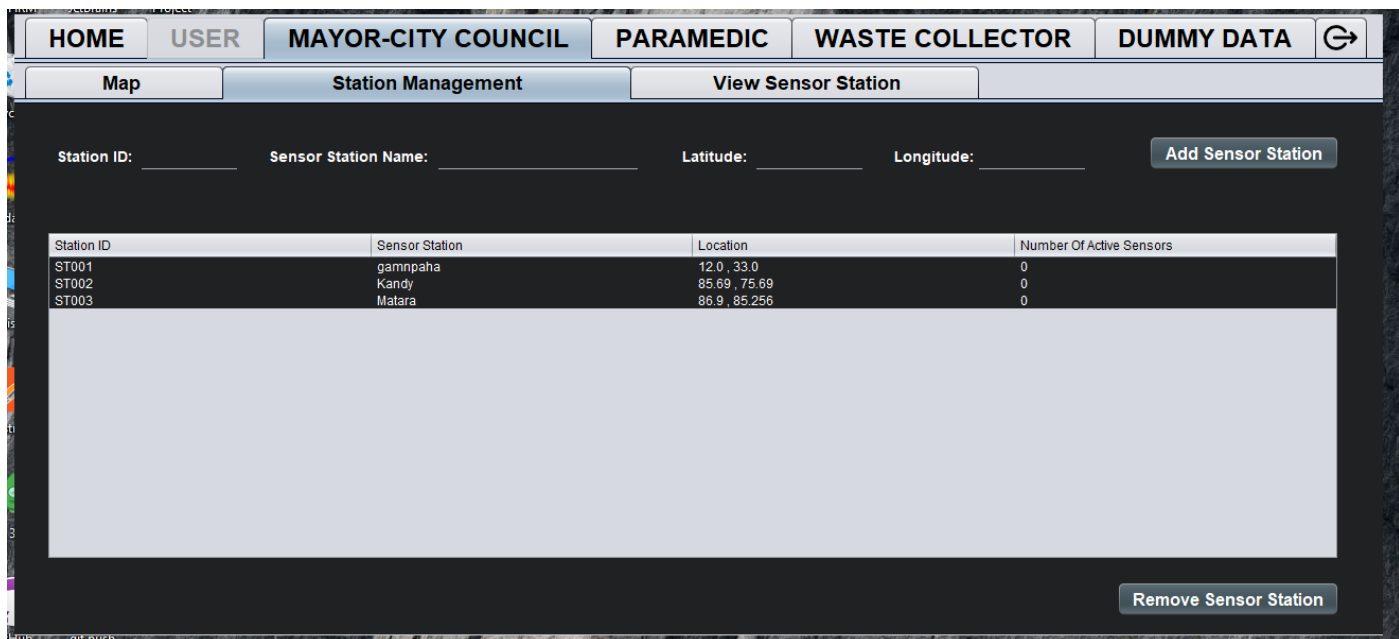 HOME USER MAYOR-CITY COUNCIL PARAMEDIC WASTE COLLECTOR DUMMY DATA
Map Station Management View Sensor Station
Station ID: Sensor Station Name: Latitude: Longitude: Add Sensor Station
Station ID Sensor Station Location Number Of Active Sensors
ST001 gamnpaha 12.0 , 33.0 0
ST002 Kandy 85.69 , 75.69 0
ST003 Matara 86.9 , 85.256 0
Remove Sensor Station